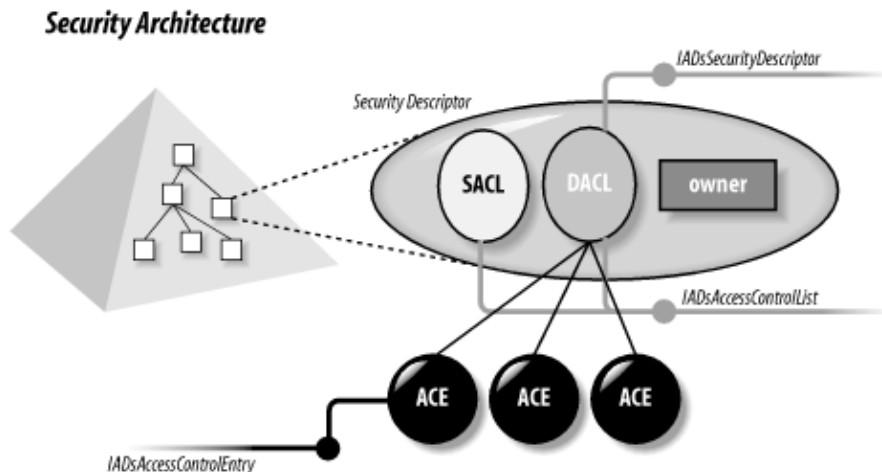 Security Architecture
IADsSecurityDescriptor
Security Descriptor
SACL
DACL
owner
IADsAccessControlList
ACE
ACE
ACE
IADsAccessControlEntry